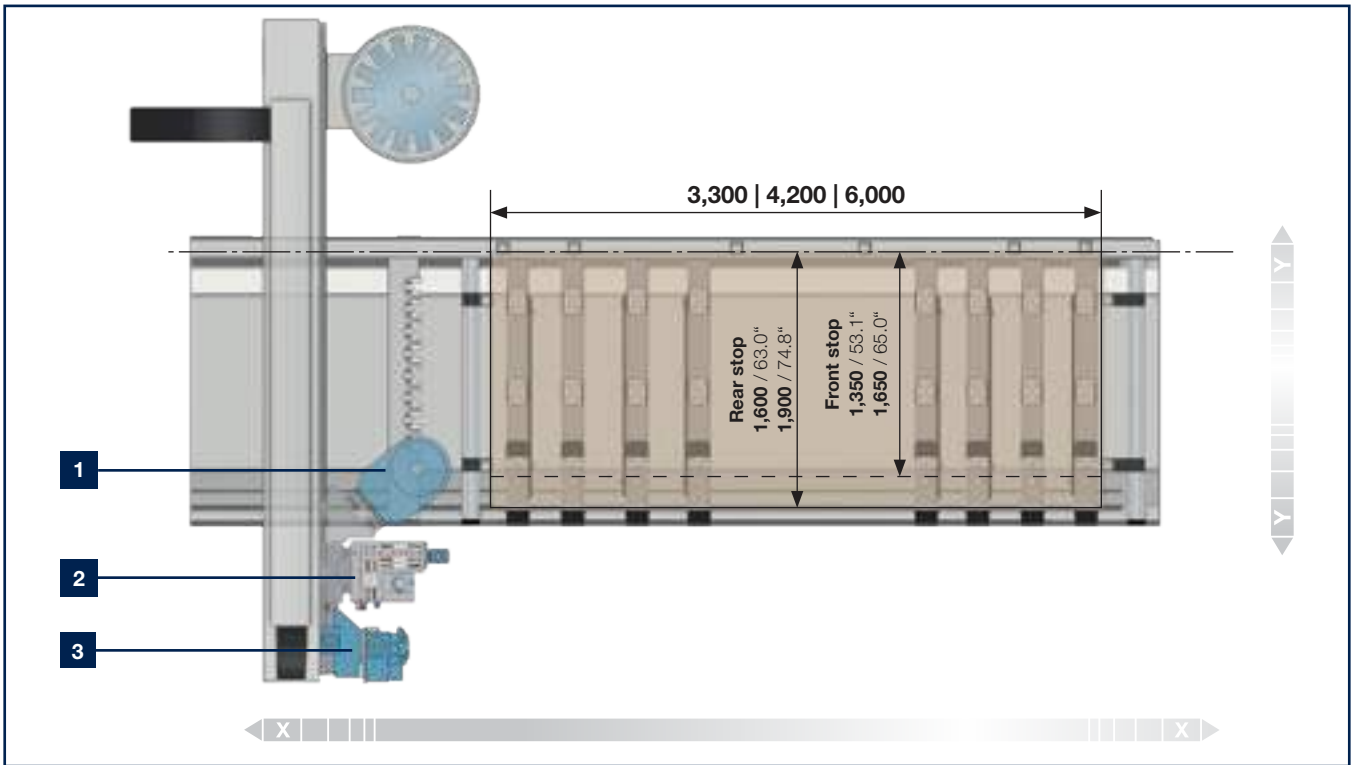 3,300 | 4,200 | 6,000
Rear stop
1,600 / 63.0“
1,900 / 74.8“
Front stop
1,350 / 53.1“
1,650 / 65.0“
Y
Y
1
2
3
X
X